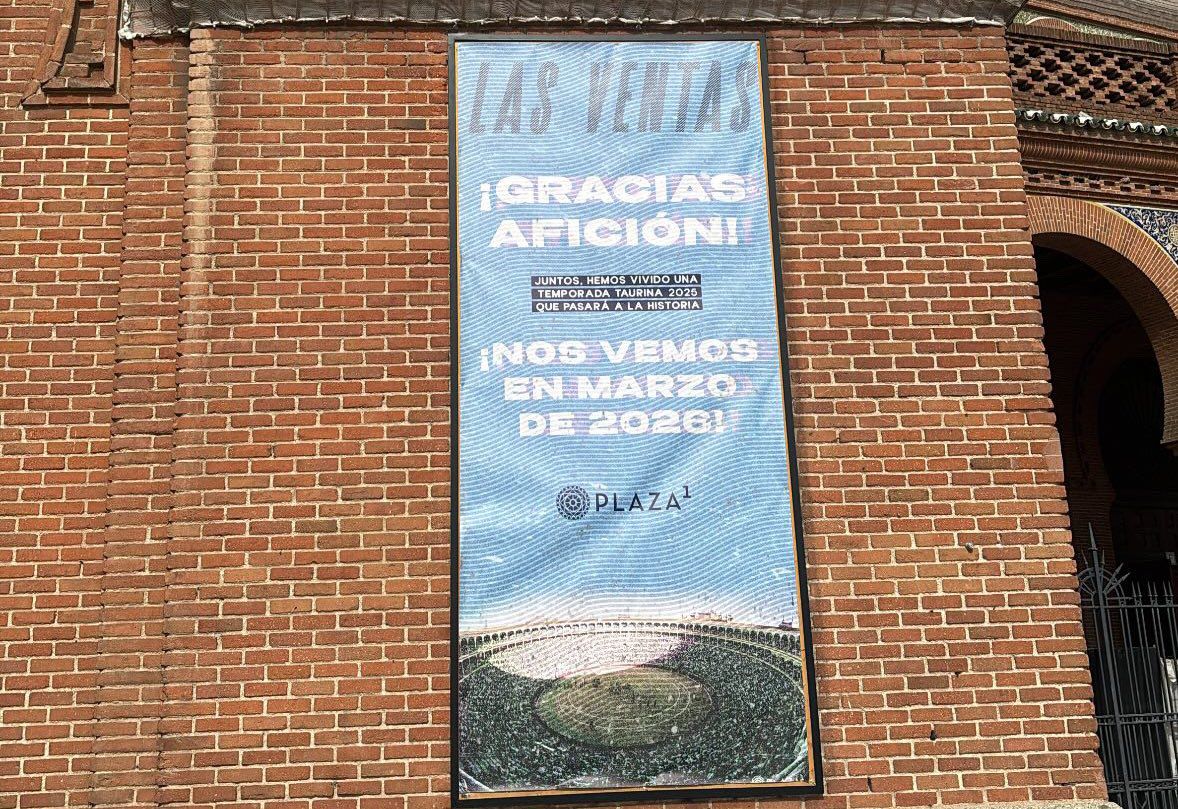 LAS VENTAS
¡GRACIAS
AFICIÓN!
JUNTOS, HEMOS VIVIDO UNA
TEMPORADA TAURINA 2025
QUE PASARÁ A LA HISTORIA
¡NOS VEMOS
EN MARZO
DE 2026!
PLAZA¹